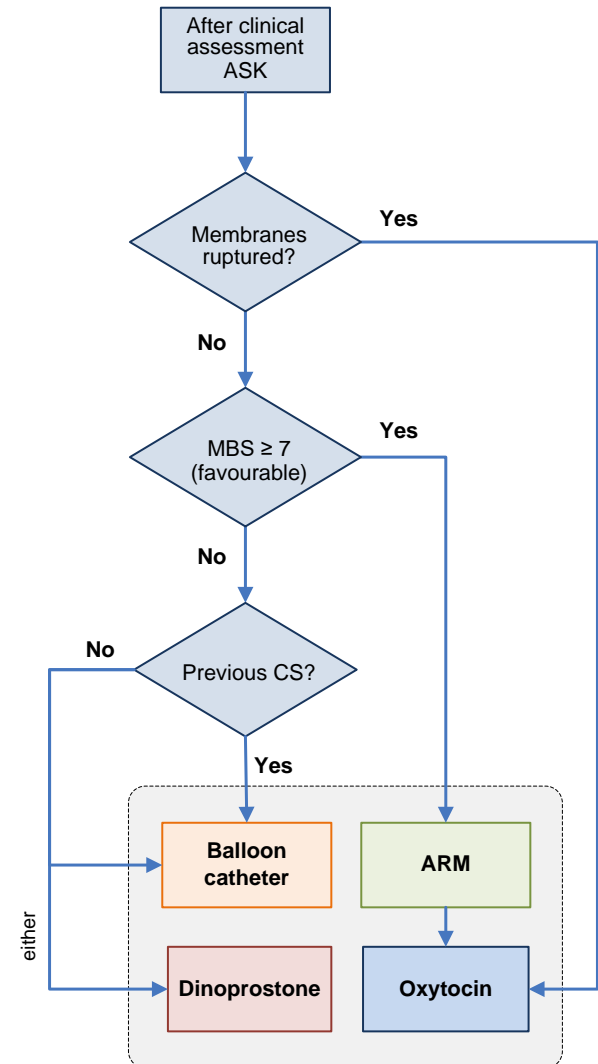 After clinical
assessment
ASK
Membranes
ruptured?
Yes
No
MBS ≥ 7
(favourable)
Yes
No
Previous CS?
No
Yes
Balloon
catheter
ARM
either
Dinoprostone
Oxytocin